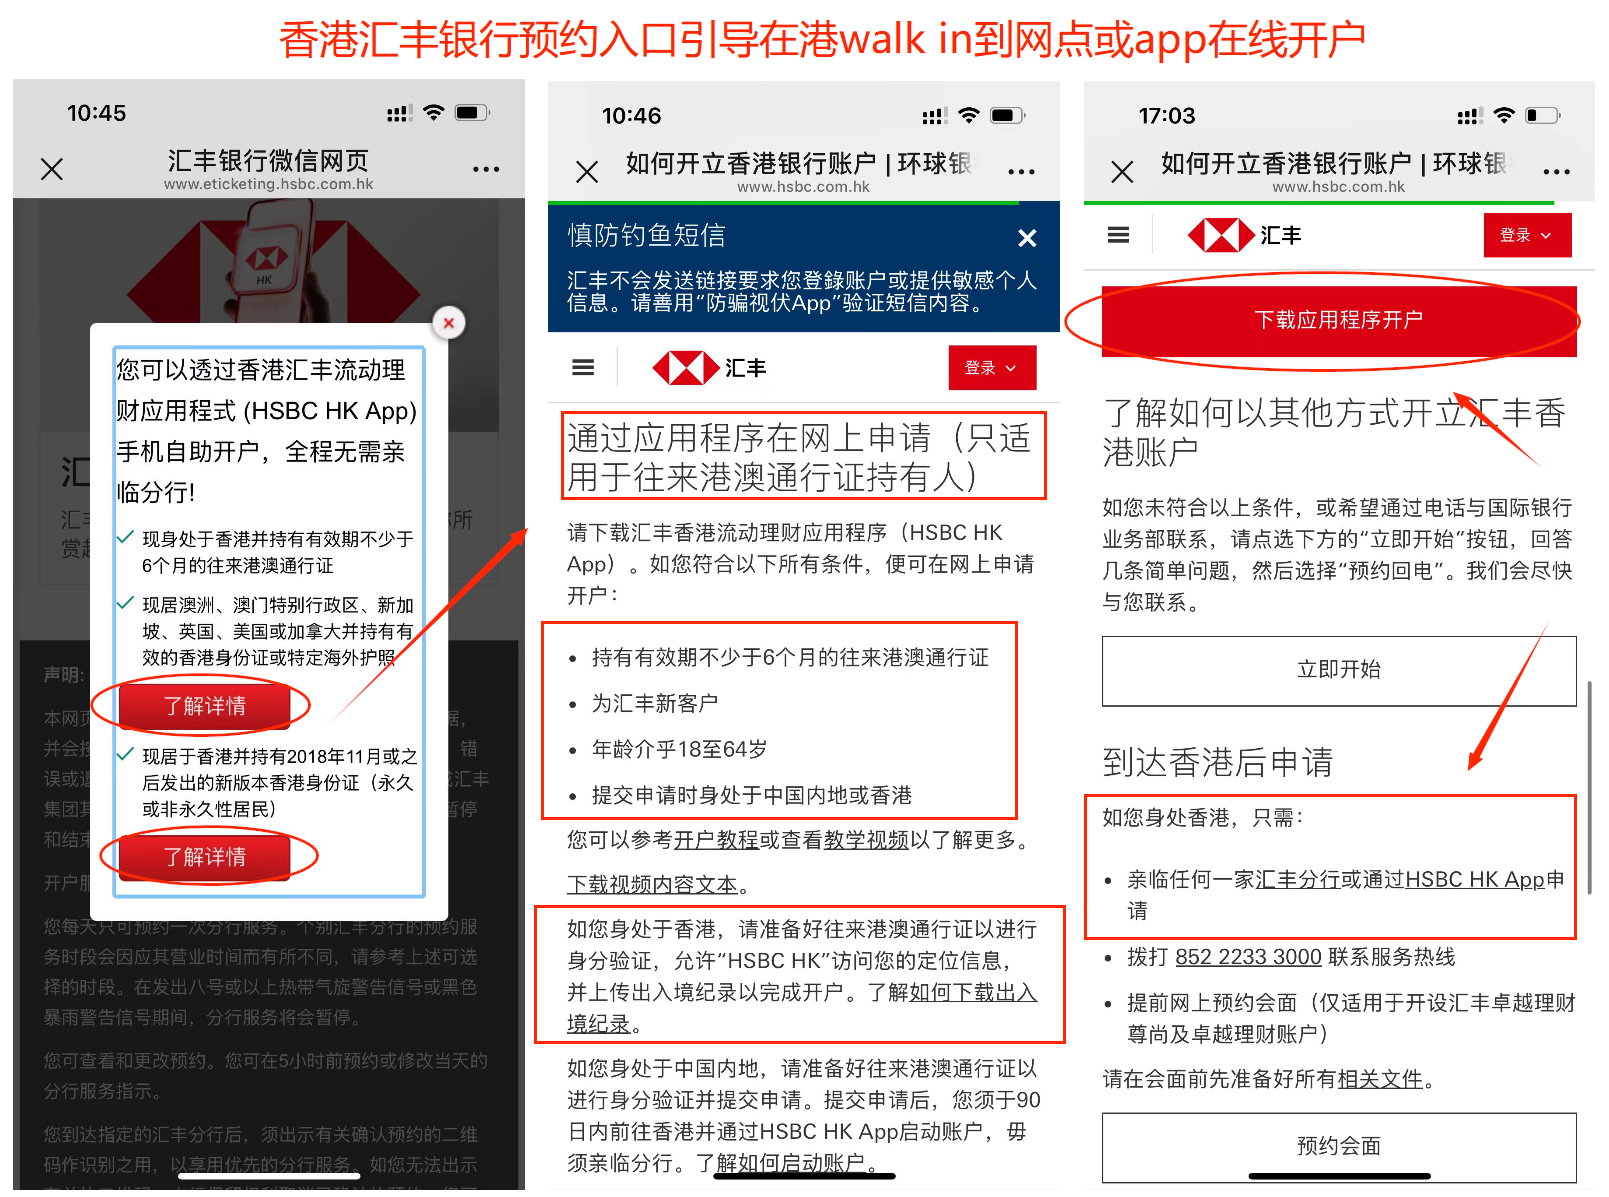 香港汇丰银行预约入口引导在港walk in到网点或app在线开户
10:45
汇丰银行微信网页
www.eticketing.hsbc.com.hk
HK
您可以透过香港汇丰流动理
财应用程式 (HSBC HK App)
手机自助开户，全程无需亲
临分行!
现身处于香港并持有有效期不少于
6个月的往来港澳通行证
现居澳洲、澳门特别行政区、新加
坡、英国、美国或加拿大并持有有
效的香港身份证或特定海外护照
了解详情
现居于香港并持有2018年11月或之
后发出的新版本香港身份证（永久
或非永久性居民）
了解详情
声明:
本网页
并会按
错
误或遗
汇丰
集团其
暂停
和结束
开户服
您每天只可预约一次分行服务。个别汇丰分行的预约服
务时段会因应其营业时间而有所不同，请参考上述可选
择的时段。在发出八号或以上热带气旋警告信号或黑色
暴雨警告信号期间，分行服务将会暂停。
您可查看和更改预约。您可在5小时前预约或修改当天的
分行服务指示。
您到达指定的汇丰分行后，须出示有关确认预约的二维
码作识别之用，以享用优先的分行服务。如您无法出示
10:46
如何开立香港银行账户 | 环球银
www.hsbc.com.hk
慎防钓鱼短信
汇丰不会发送链接要求您登錄账户或提供敏感个人
信息。请善用“防骗视伏App”验证短信内容。
汇丰
登录
通过应用程序在网上申请（只适
用于往来港澳通行证持有人）
请下载汇丰香港流动理财应用程序（HSBC HK
App）。如您符合以下所有条件，便可在网上申请
开户：
• 持有有效期不少于6个月的往来港澳通行证
• 为汇丰新客户
• 年龄介乎18至64岁
• 提交申请时身处于中国内地或香港
您可以参考开户教程或查看教学视频以了解更多。
下载视频内容文本。
如您身处于香港，请准备好往来港澳通行证以进行
身分验证，允许“HSBC HK”访问您的定位信息，
并上传出入境纪录以完成开户。了解如何下载出入
境纪录。
如您身处于中国内地，请准备好往来港澳通行证以
进行身分验证并提交申请。提交申请后，您须于90
日内前往香港并通过HSBC HK App启动账户，毋
须亲临分行。了解如何启动账户。
17:03
如何开立香港银行账户 | 环球银
www.hsbc.com.hk
汇丰
登录
下载应用程序开户
了解如何以其他方式开立汇丰香
港账户
如您未符合以上条件，或希望通过电话与国际银行
业务部联系，请点选下方的“立即开始”按钮，回答
几条简单问题，然后选择“预约回电”。我们会尽快
与您联系。
立即开始
到达香港后申请
如您身处香港，只需：
• 亲临任何一家汇丰分行或通过HSBC HK App申
请
• 拨打 852 2233 3000 联系服务热线
• 提前网上预约会面（仅适用于开设汇丰卓越理财
尊尚及卓越理财账户）
请在会面前先准备好所有相关文件。
预约会面